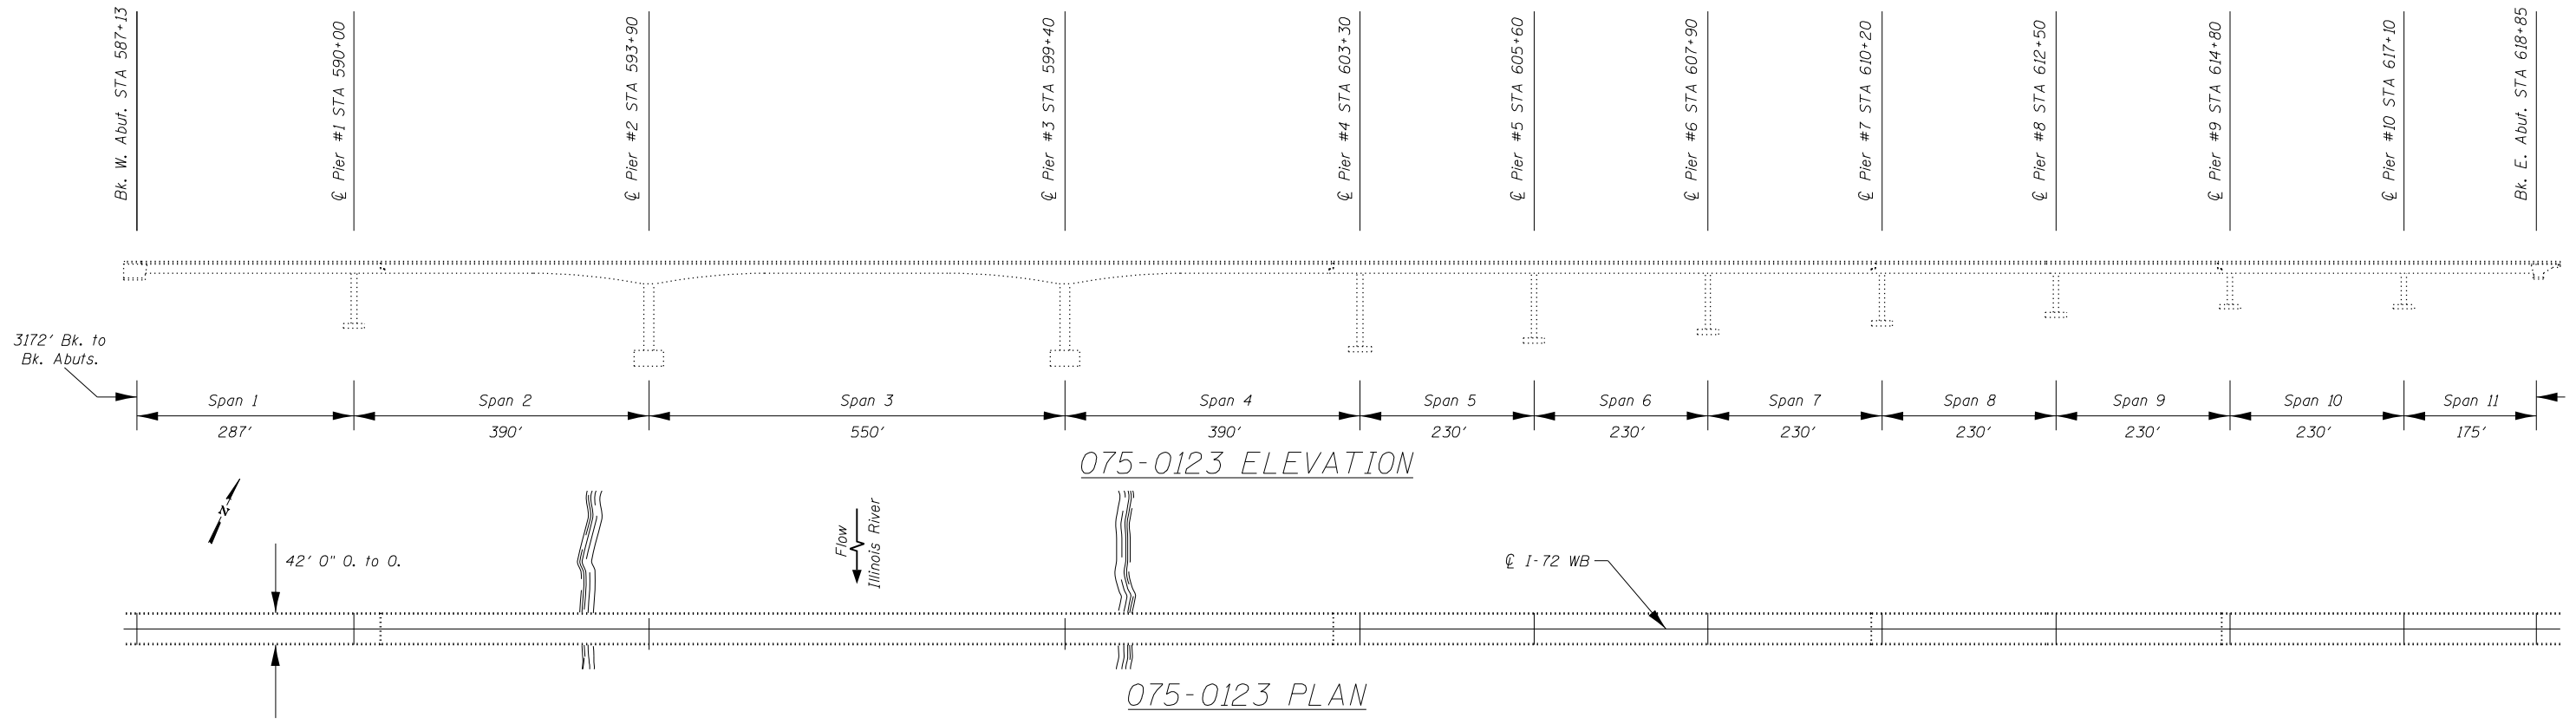 Bk. W. Abut. STA 587+13
℄ Pier #1 STA 590+00
℄ Pier #2 STA 593+90
℄ Pier #3 STA 599+40
℄ Pier #4 STA 603+30
℄ Pier #5 STA 605+60
℄ Pier #6 STA 607+90
℄ Pier #7 STA 610+20
℄ Pier #8 STA 612+50
℄ Pier #9 STA 614+80
℄ Pier #10 STA 617+10
Bk. E. Abut. STA 618+85
3172' Bk. to
Bk. Abuts.
Span 1
Span 2
Span 3
Span 4
Span 5
Span 6
Span 7
Span 8
Span 9
Span 10
Span 11
287'
390'
550'
390'
230'
230'
230'
230'
230'
230'
175'
075-0123 ELEVATION
N
42' 0" O. to O.
Flow
Illinois River
℄ I-72 WB
075-0123 PLAN